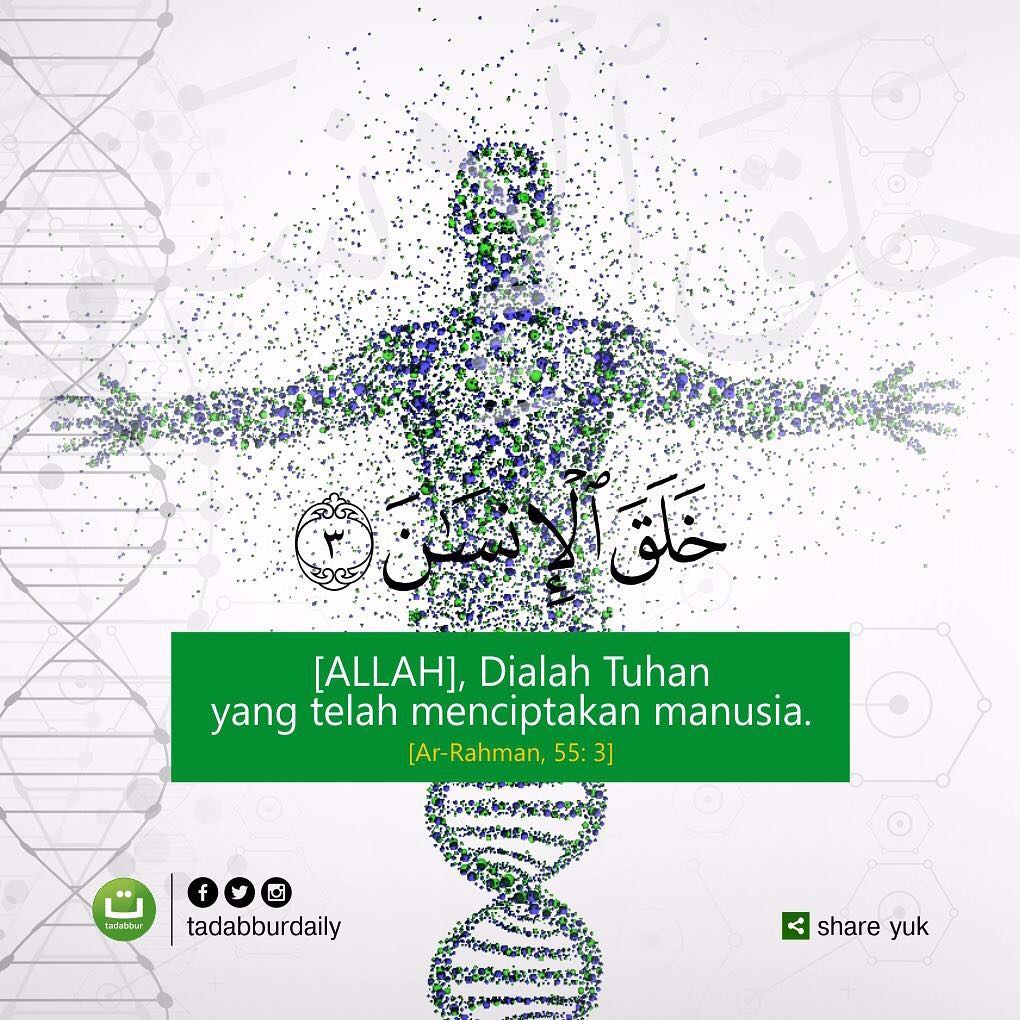 خَلَقَ ٱلْإِنسَـٰنَ ٣
[ALLAH], Dialah Tuhan
yang telah menciptakan manusia.
[Ar-Rahman, 55: 3]
ت
tadabbur
tadabburdaily
share yuk